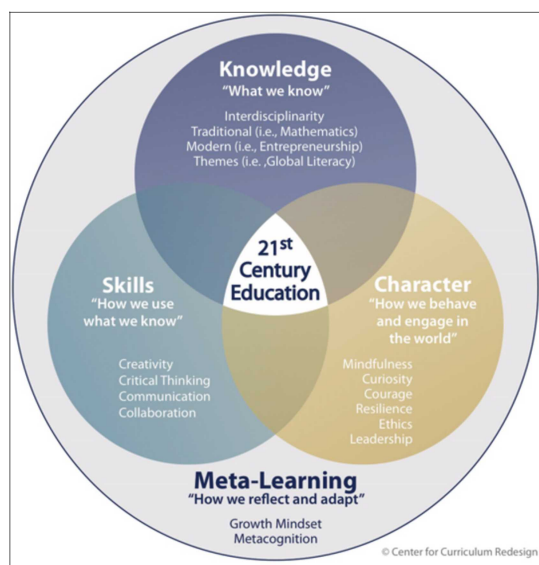 Knowledge
“What we know”
Interdisciplinarity
Traditional (i.e., Mathematics)
Modern (i.e., Entrepreneurship)
Themes (i.e. ,Global Literacy)
21st
Century
Education
Skills
“How we use
what we know”
Creativity
Critical Thinking
Communication
Collaboration
Character
“How we behave
and engage in
the world”
Mindfulness
Curiosity
Courage
Resilience
Ethics
Leadership
Meta-Learning
“How we reflect and adapt”
Growth Mindset
Metacognition
© Center for Curriculum Redesign